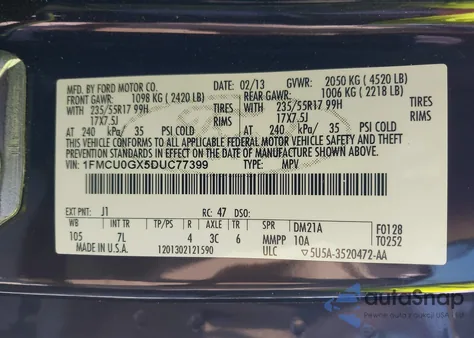 MFD. BY FORD MOTOR CO. 02/13 GVWR: 2050 KG ( 4520 LB)
FRONT GAWR: 1098 KG ( 2420 LB) REAR GAWR: 1006 KG ( 2218 LB)
WITH 235/55R17 99H TIRES WITH 235/55R17 99H TIRES
17X7.5J RIMS 17X7.5J RIMS
AT 240 kPa/ 35 PSI COLD AT 240 kPa/ 35 PSI COLD
THIS VEHICLE CONFORMS TO ALL APPLICABLE FEDERAL MOTOR VEHICLE SAFETY AND THEFT PREVENTION STANDARDS IN EFFECT ON THE DATE OF MANUFACTURE SHOWN ABOVE.
VIN: 1FMCU0GX5DUC77399 TYPE: MPV
EXT PNT: J1 RC: 47 DSO:
WB INT TR TP/PS R AXLE TR SPR DM21A F0128
105 7L 4 3C 6 MMPP 10A T0252
MADE IN U.S.A. 1201302121590 ULC 5U5A-3520472-AA
autoSnap